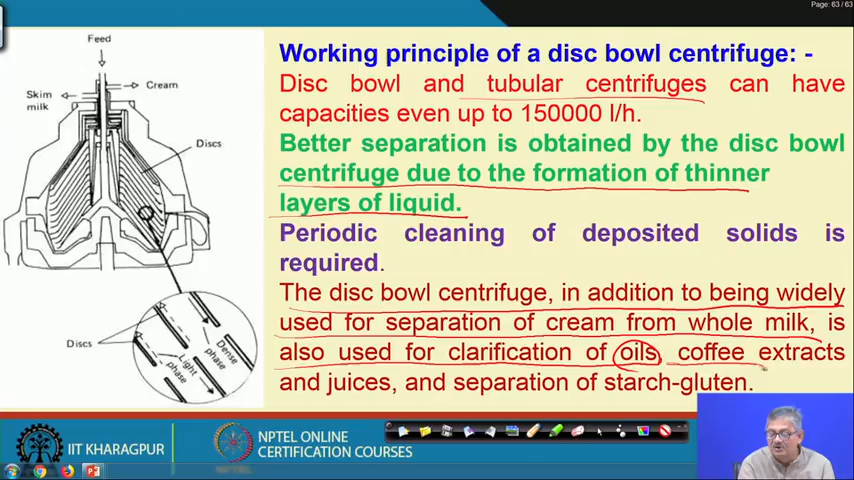 Page: 63 / 63
Feed
Cream
Skim
milk
Discs
Discs
Light
phase
Dense
phase
Working principle of a disc bowl centrifuge: -
Disc bowl and tubular centrifuges can have
capacities even up to 150000 l/h.
Better separation is obtained by the disc bowl
centrifuge due to the formation of thinner
layers of liquid.
Periodic cleaning of deposited solids is
required.
The disc bowl centrifuge, in addition to being widely
used for separation of cream from whole milk, is
also used for clarification of oils, coffee extracts
and juices, and separation of starch-gluten.
IIT KHARAGPUR
NPTEL ONLINE
CERTIFICATION COURSES